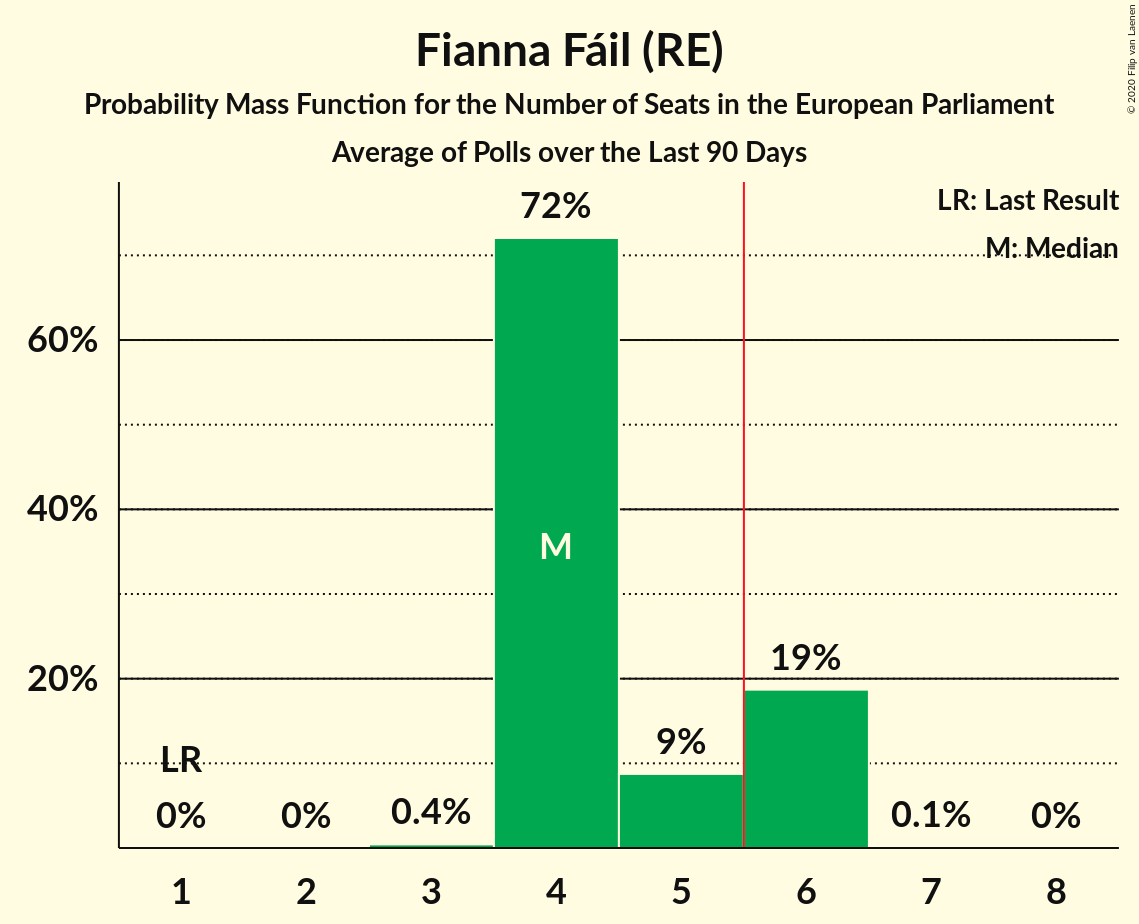 Fianna Fáil (RE)
Probability Mass Function for the Number of Seats in the European Parliament
Average of Polls over the Last 90 Days
© 2020 Filip van Laenen
LR: Last Result
M: Median
72%
60%
40%
M
19%
20%
9%
LR
0%
0%
0.4%
0.1%
0%
1 2 3 4 5 6 7 8